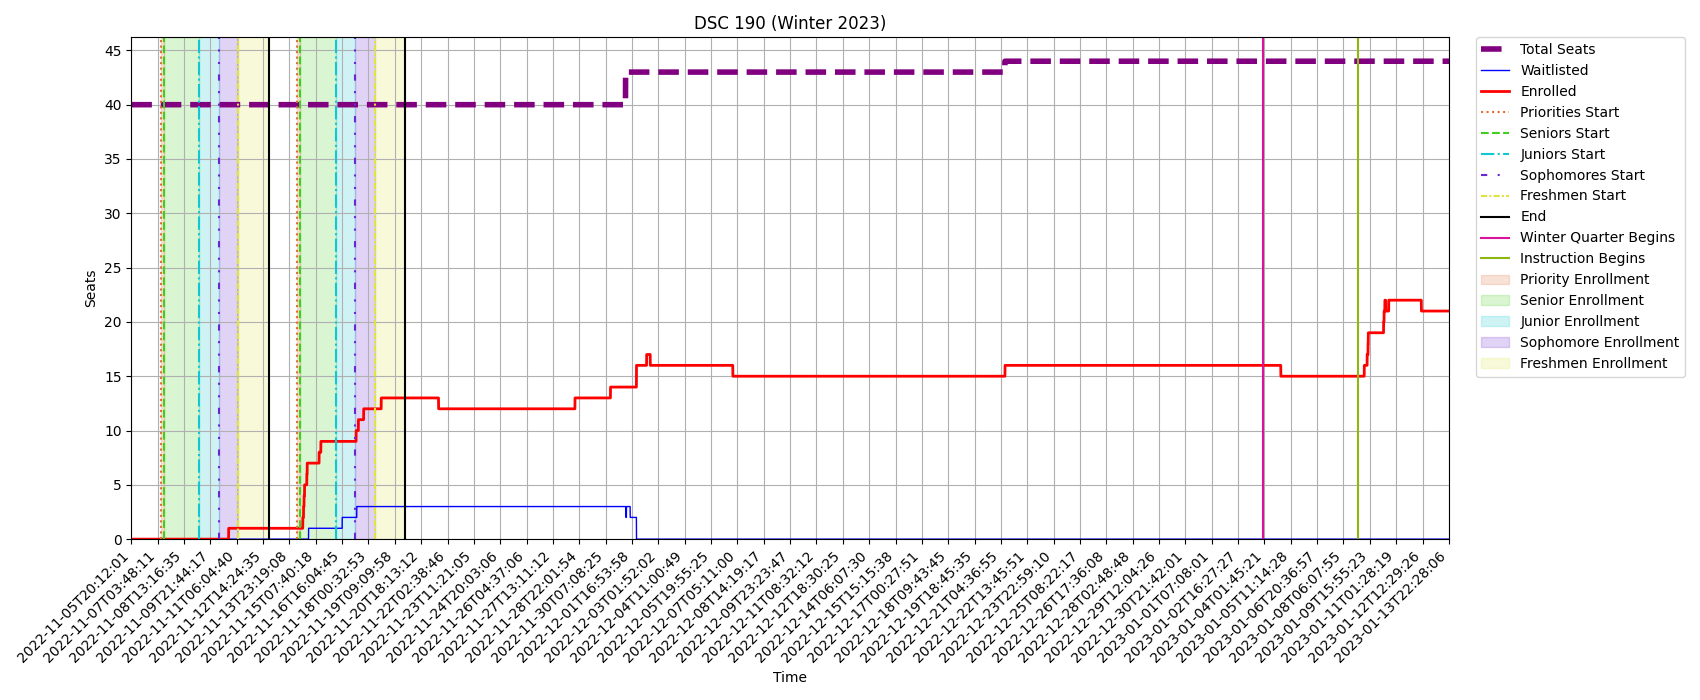 DSC 190 (Winter 2023)
Seats
45
40
35
30
25
20
15
10
5
0
2022-11-05T20:12:01
2022-11-07T03:48:11
2022-11-08T13:16:35
2022-11-09T21:44:17
2022-11-11T06:04:40
2022-11-12T14:24:35
2022-11-13T23:19:08
2022-11-15T07:40:18
2022-11-16T16:04:45
2022-11-18T00:32:53
2022-11-19T09:09:58
2022-11-20T18:13:12
2022-11-22T02:38:46
2022-11-23T11:21:05
2022-11-24T20:03:06
2022-11-26T04:37:06
2022-11-27T13:11:12
2022-11-28T22:01:54
2022-11-30T07:08:25
2022-12-01T16:53:58
2022-12-03T01:52:02
2022-12-04T11:00:49
2022-12-05T19:55:25
2022-12-07T05:11:00
2022-12-08T14:19:17
2022-12-09T23:23:47
2022-12-11T08:32:12
2022-12-12T18:30:25
2022-12-14T06:07:30
2022-12-15T15:15:38
2022-12-17T00:27:51
2022-12-18T09:43:45
2022-12-19T18:45:35
2022-12-21T04:36:55
2022-12-22T13:45:51
2022-12-23T22:59:10
2022-12-25T08:22:17
2022-12-26T17:36:08
2022-12-28T02:48:48
2022-12-29T12:04:26
2022-12-30T21:42:01
2023-01-01T07:08:01
2023-01-02T16:27:27
2023-01-04T01:45:21
2023-01-05T11:14:28
2023-01-06T20:36:57
2023-01-08T06:07:55
2023-01-09T15:55:23
2023-01-11T01:28:19
2023-01-12T12:29:26
2023-01-13T22:28:06
Time
Total Seats
Waitlisted
Enrolled
Priorities Start
Seniors Start
Juniors Start
Sophomores Start
Freshmen Start
End
Winter Quarter Begins
Instruction Begins
Priority Enrollment
Senior Enrollment
Junior Enrollment
Sophomore Enrollment
Freshmen Enrollment